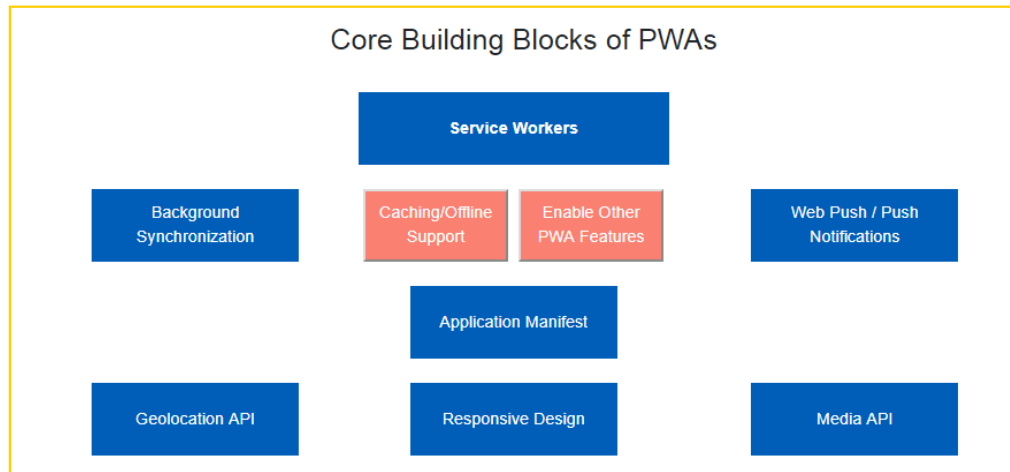 Core Building Blocks of PWAs
Service Workers
Background
Synchronization
Caching/Offline
Support
Enable Other
PWA Features
Web Push / Push
Notifications
Application Manifest
Geolocation API
Responsive Design
Media API